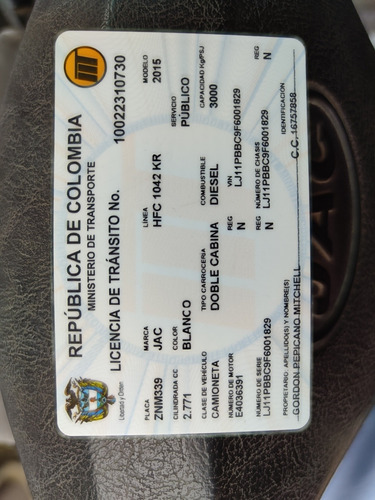 REPÚBLICA DE COLOMBIA
MINISTERIO DE TRANSPORTE
Libertad y Orden
LICENCIA DE TRÁNSITO No. 10022310730
PLACA MARCA LÍNEA MODELO
ZNM339 JAC HFC 1042 KR 2015
CILINDRADA CC COLOR SERVICIO
2.771 BLANCO PÚBLICO
CLASE DE VEHÍCULO TIPO CARROCERIA COMBUSTIBLE CAPACIDAD Kg/PSJ
CAMIONETA DOBLE CABINA DIESEL 3000
NÚMERO DE MOTOR REG VIN
E4036391 N LJ11PBBC9F6001829
NÚMERO DE SERIE REG NÚMERO DE CHASIS REG
LJ11PBBC9F6001829 N LJ11PBBC9F6001829 N
PROPIETARIO: APELLIDO(S) Y NOMBRE(S) IDENTIFICACIÓN
GORDON PEPICANO MITCHELL C.C. 16757858
JAC